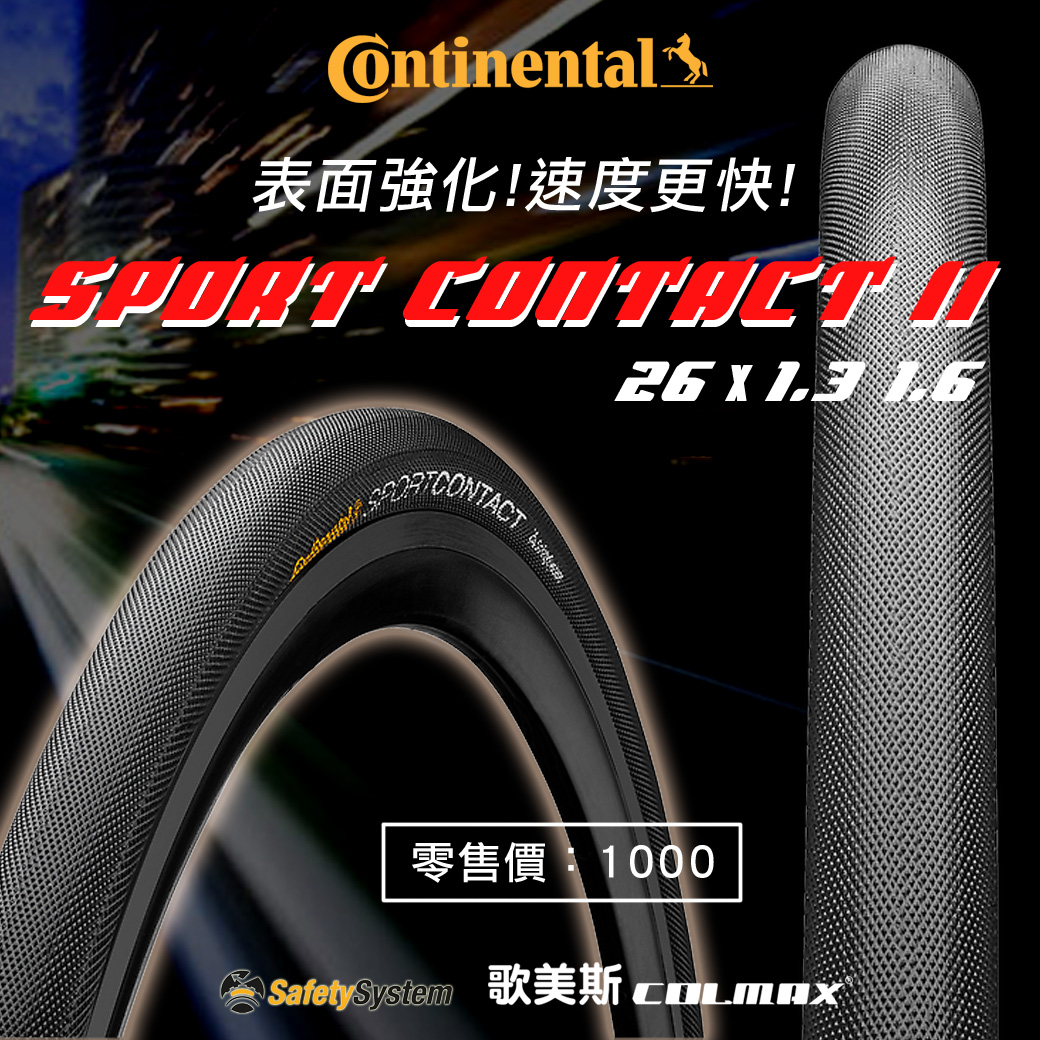 Continental
表面強化!速度更快!
SPORT CONTACT II
26 x 1.3 1.6
Continental SPORTCONTACT
零售價：1000
SafetySystem 歌美斯 COLMAX®